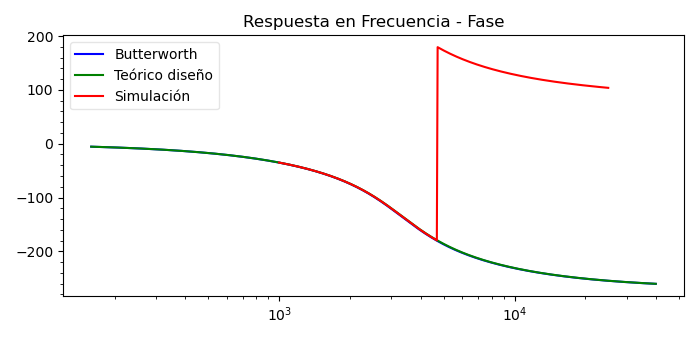 Respuesta en Frecuencia - Fase
Butterworth
Teórico diseño
Simulación
200
100
0
−100
−200
10³
10⁴